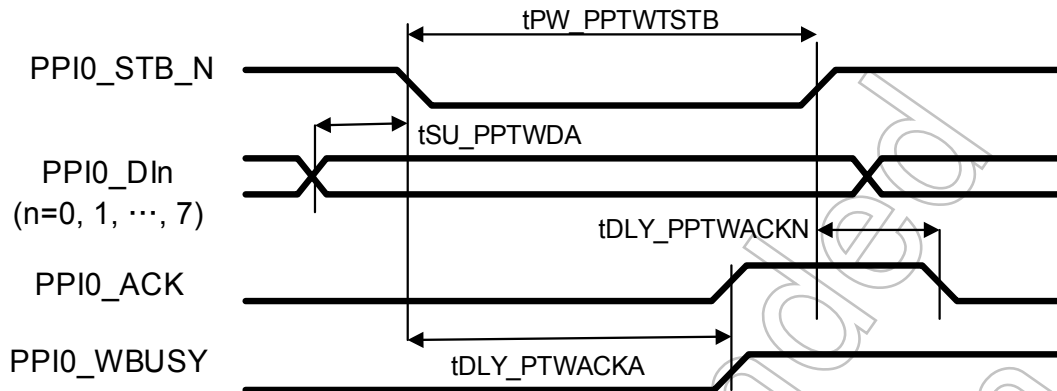 tPW_PPTWTSTB
PPI0_STB_N
tSU_PPTWDA
PPI0_DIn
(n=0, 1, ⋯, 7)
tDLY_PPTWACKN
PPI0_ACK
PPI0_WBUSY
tDLY_PTWACKA